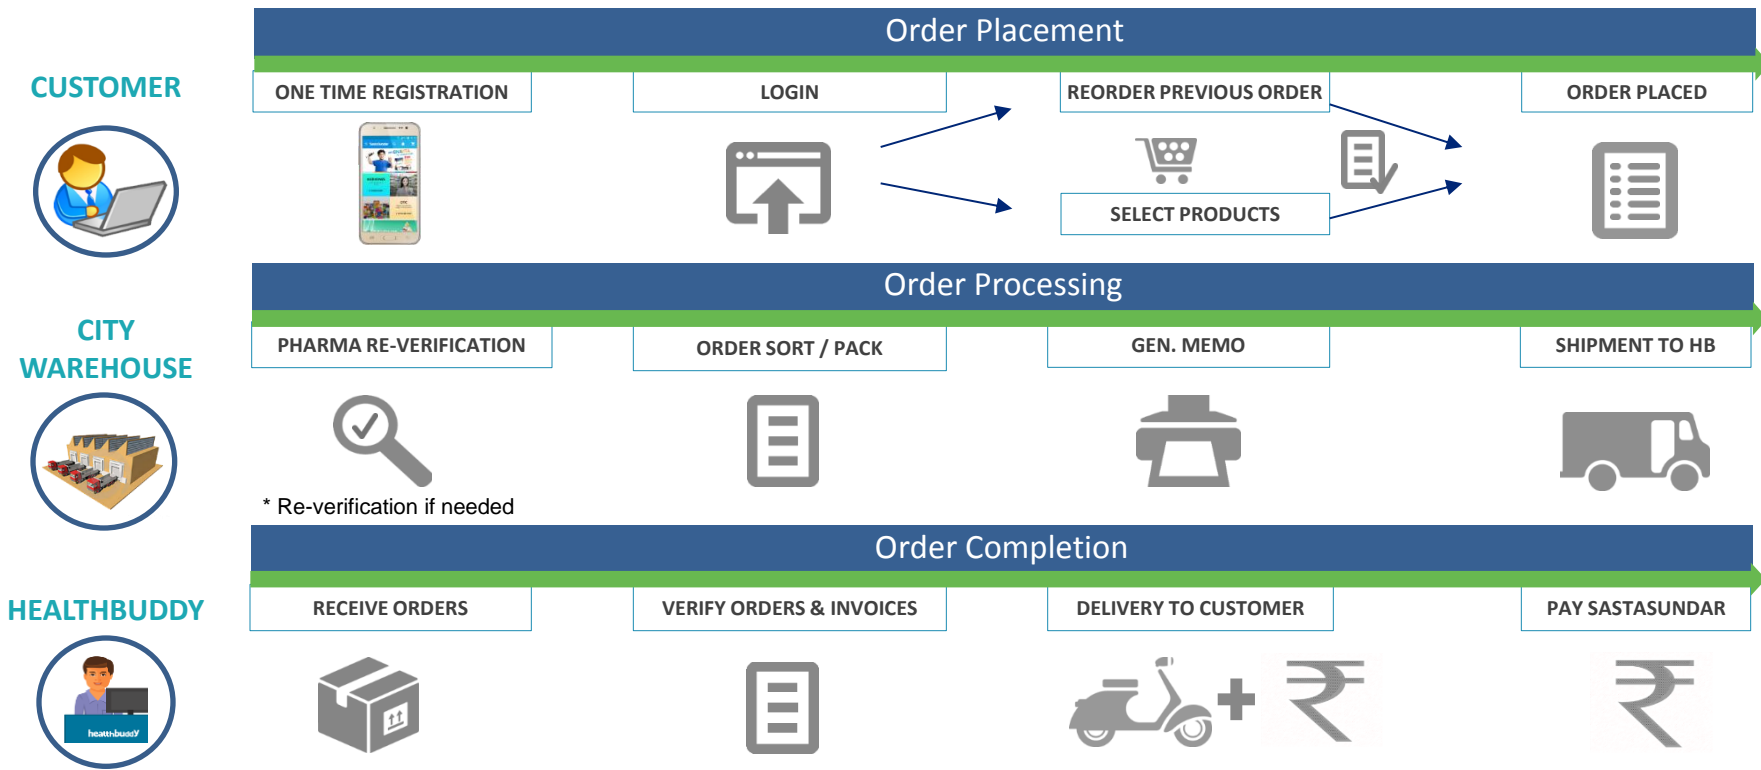 Order Placement
CUSTOMER
ONE TIME REGISTRATION
LOGIN
REORDER PREVIOUS ORDER
ORDER PLACED
SELECT PRODUCTS
Order Processing
CITY
WAREHOUSE
PHARMA RE-VERIFICATION
ORDER SORT / PACK
GEN. MEMO
SHIPMENT TO HB
* Re-verification if needed
Order Completion
HEALTHBUDDY
RECEIVE ORDERS
VERIFY ORDERS & INVOICES
DELIVERY TO CUSTOMER
PAY SASTASUNDAR
healthbuddy